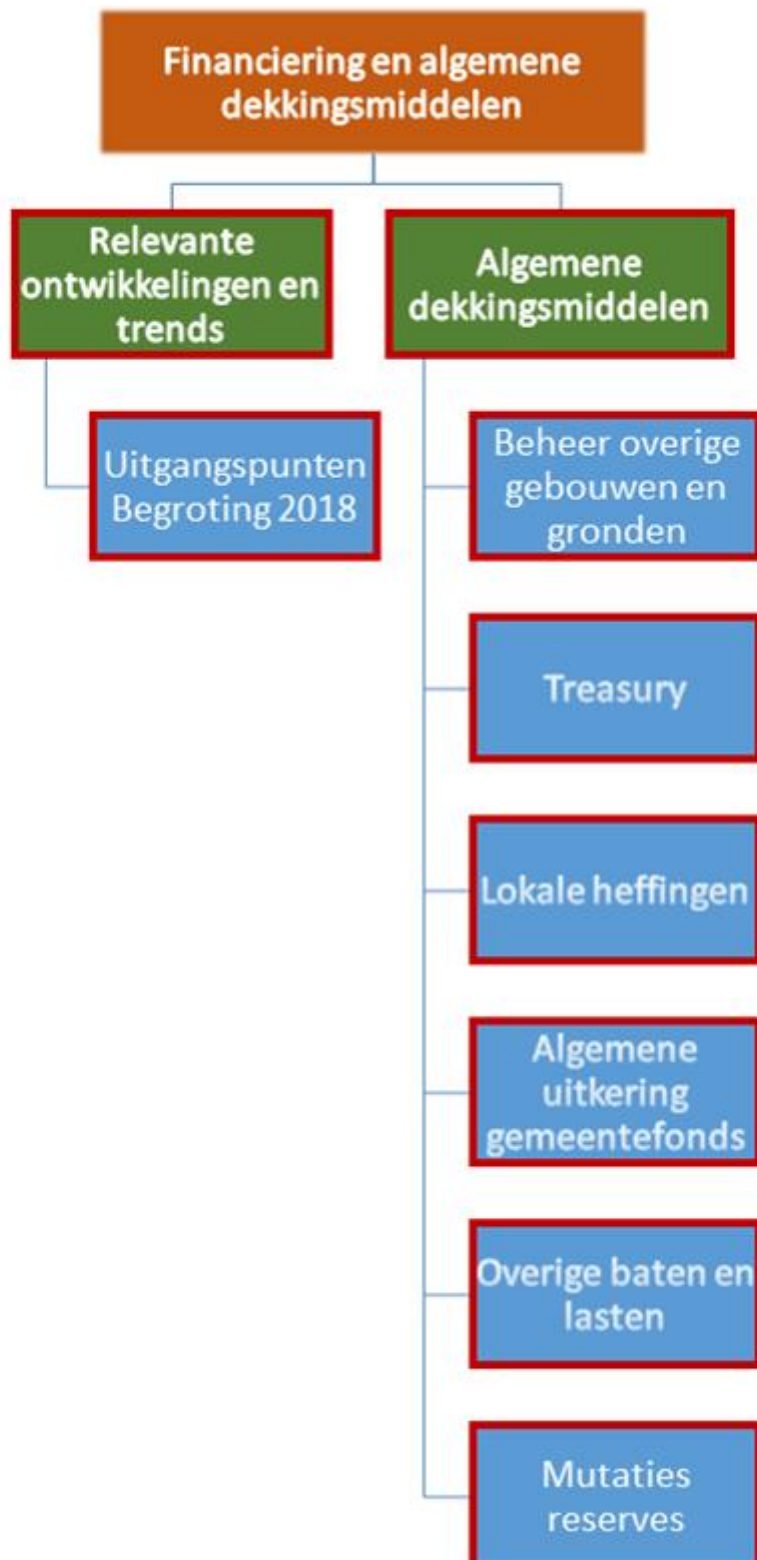 Financiering en algemene
dekkingsmiddelen
Relevante
ontwikkelingen en
trends
Uitgangspunten
Begroting 2018
Algemene
dekkingsmiddelen
Beheer overige
gebouwen en
gronden
Treasury
Lokale heffingen
Algemene
uitkering
gemeentefonds
Overige baten en
lasten
Mutaties
reserves